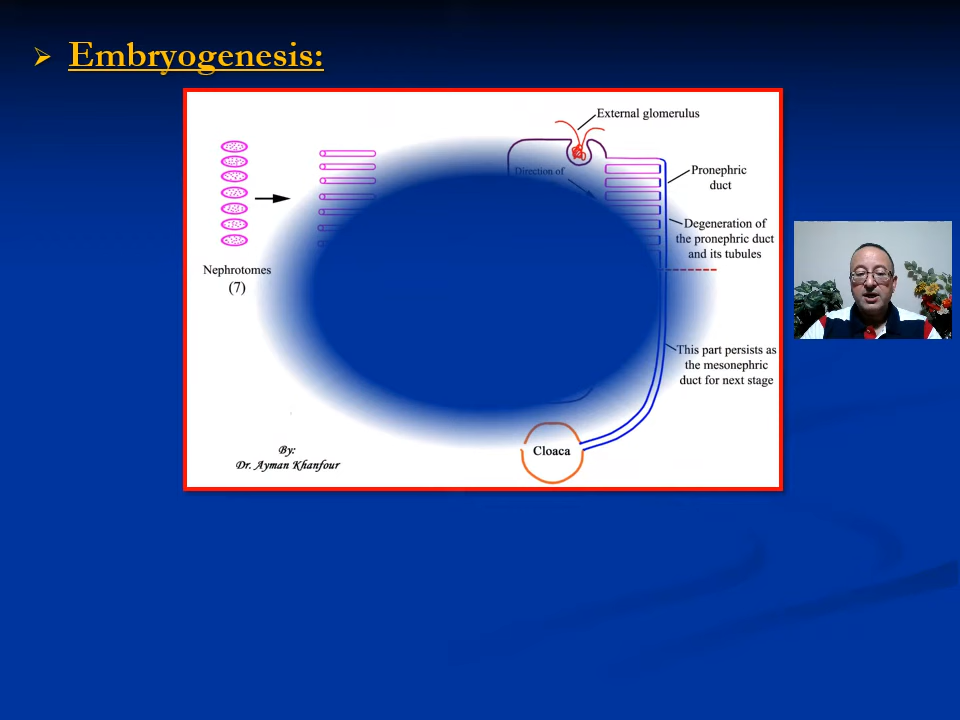 Embryogenesis:
External glomerulus
Direction of
Pronephric
duct
Degeneration of
the pronephric duct
and its tubules
Nephrotomes
(7)
This part persists as
the mesonephric
duct for next stage
Cloaca
By:
Dr. Ayman Khanfour